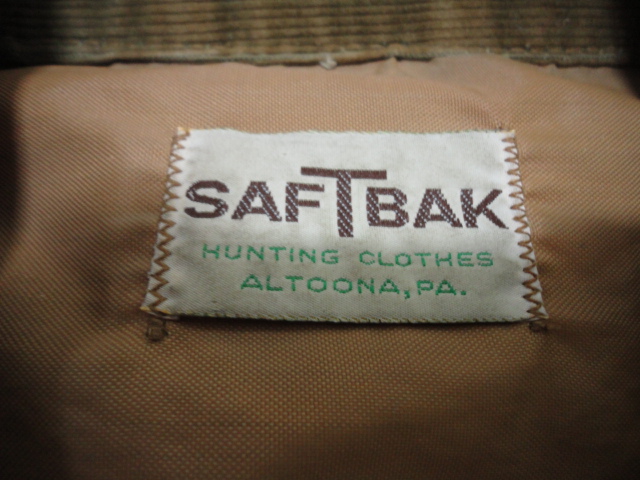 SAFTBAK
HUNTING CLOTHES
ALTOONA, PA.